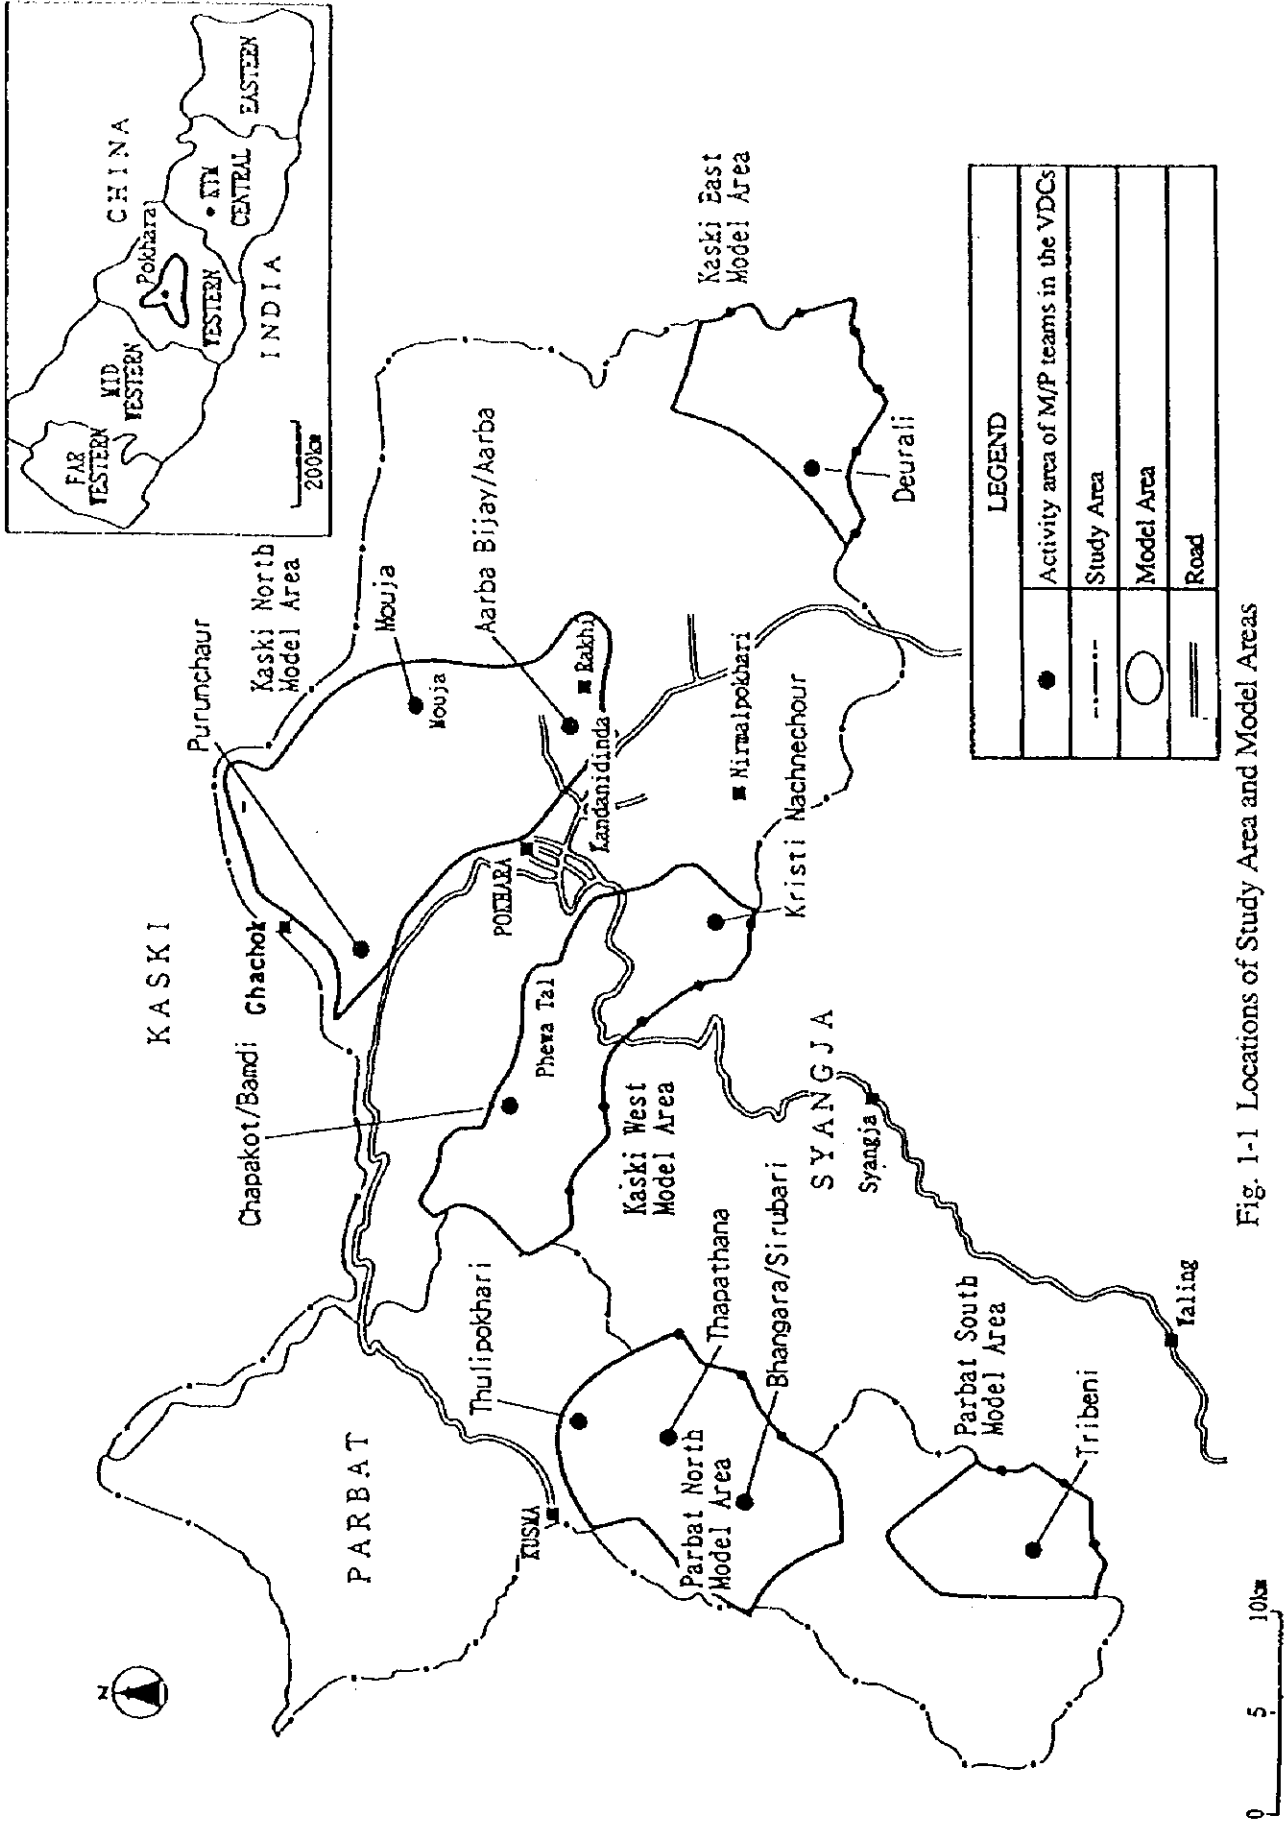 CHINA
FAR
WESTERN
MID
WESTERN
Pokhara
WESTERN
KTM
CENTRAL
EASTERN
INDIA
200km
N
KASKI
PARBAT
SYANGJA
Purunchaur
Kaski North
Model Area
Chachok
Chapakot/Bamdi
Mouja
Mouja
Aarba Bijay/Aarba
Rakhi
Kandanidinda
POKHARA
Phewa Tal
Nirmalpokhari
Kristi Nachnechour
Kaski East
Model Area
Deurali
Kaski West
Model Area
Thulipokhari
KUSMA
Thapathana
Parbat North
Model Area
Bhangara/Sirubari
Syangja
Parbat South
Model Area
Tribeni
Waling
LEGEND
Activity area of M/P teams in the VDCs
Study Area
Model Area
Road
0 5 10km
Fig. 1-1 Locations of Study Area and Model Areas